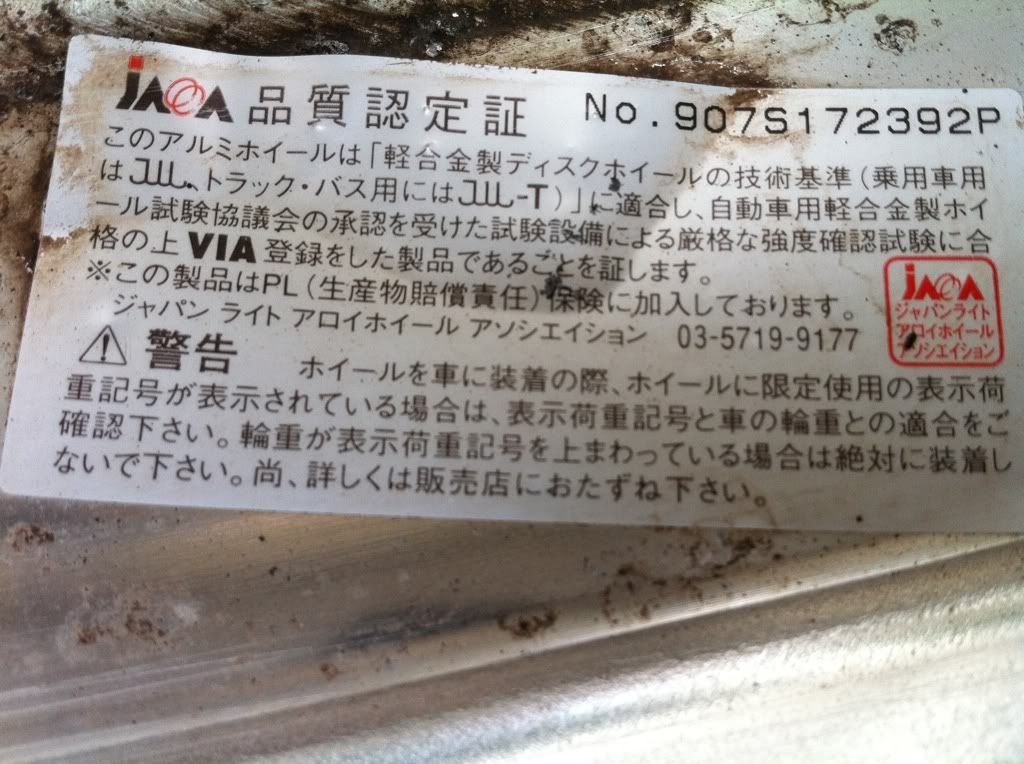 JAWA 品質認定証 No.907S172392P
このアルミホイールは「軽合金製ディスクホイールの技術基準(乗用車用
はJWL、トラック・バス用にはJWL-T)」に適合し、自動車用軽合金製ホイ
ール試験協議会の承認を受けた試験設備による厳格な強度確認試験に合
格の上VIA登録をした製品であることを証します。
※この製品はPL(生産物賠償責任)保険に加入しております。
ジャパン ライト アロイホイール アソシエイション 03-5719-9177
JAWA
ジャパンライト
アロイホイール
アソシエイション
警告 ホイールを車に装着の際、ホイールに限定使用の表示荷
重記号が表示されている場合は、表示荷重記号と車の輪重との適合をご
確認下さい。輪重が表示荷重記号を上まわっている場合は絶対に装着し
ないで下さい。尚、詳しくは販売店におたずね下さい。